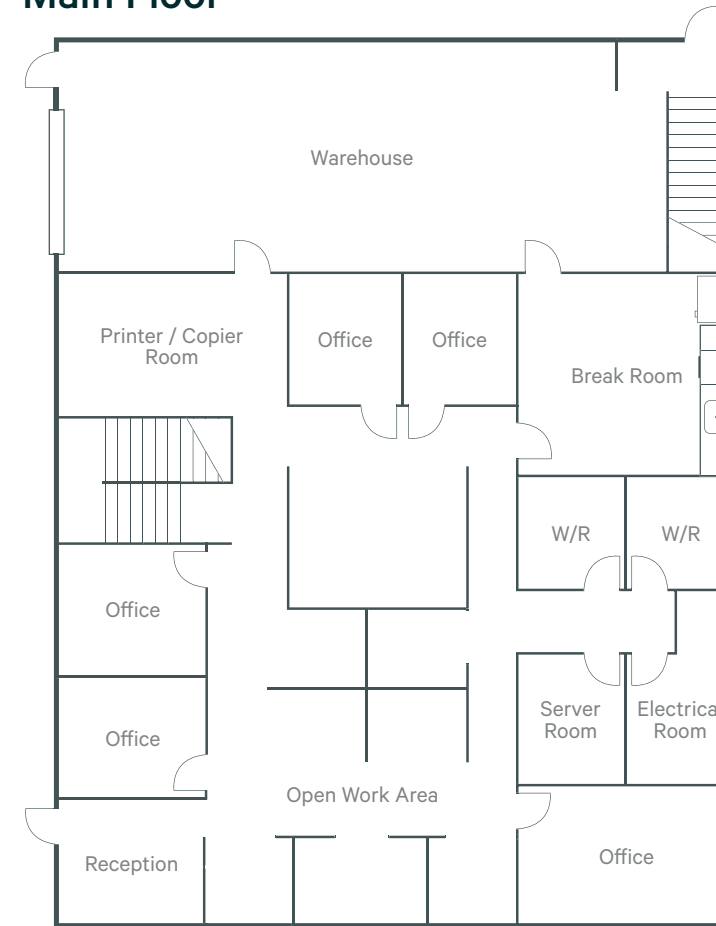 Main Floor
Warehouse
Printer / Copier
Room
Office
Office
Break Room
W/R
W/R
Office
Server
Room
Electrica
Room
Office
Open Work Area
Reception
Office